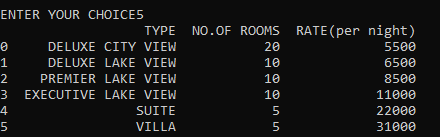 ENTER YOUR CHOICE5
TYPE NO.OF ROOMS RATE(per night)
0 DELUXE CITY VIEW 20 5500
1 DELUXE LAKE VIEW 10 6500
2 PREMIER LAKE VIEW 10 8500
3 EXECUTIVE LAKE VIEW 10 11000
4 SUITE 5 22000
5 VILLA 5 31000